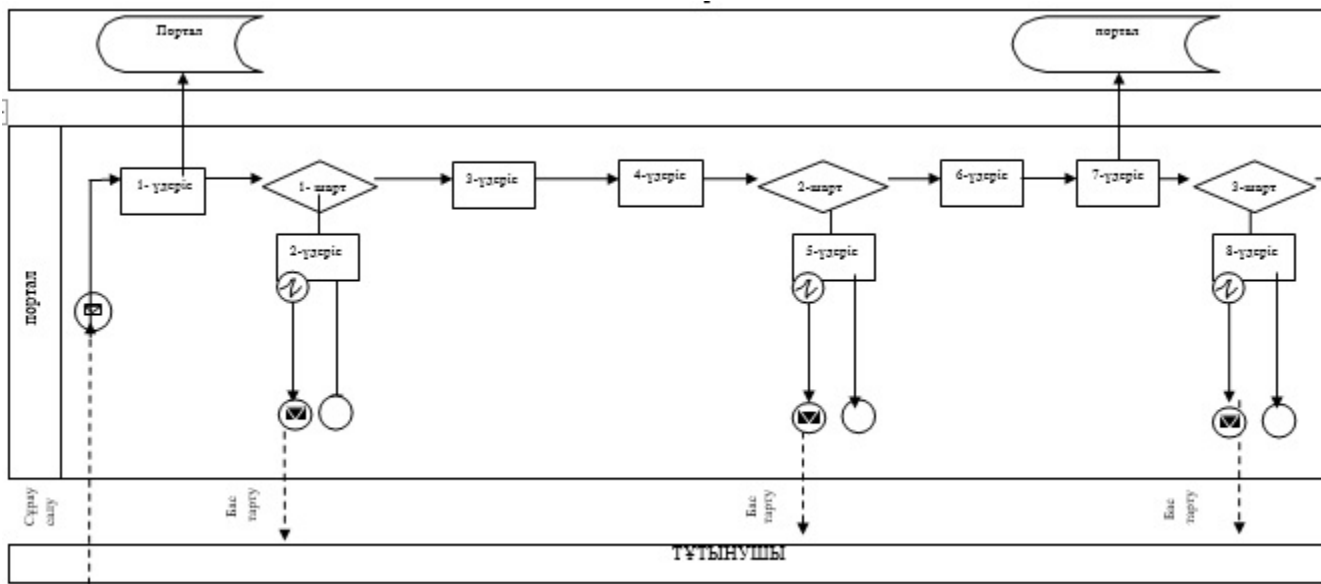 Портал
портал
1- үдеріс
1- шарт
3-үдеріс
4-үдеріс
2-шарт
6-үдеріс
7-үдеріс
3-шарт
2-үдеріс
5-үдеріс
8-үдеріс
портал
Сұрау
салу
Бас
тарту
Бас
тарту
Бас
тарту
ТҰТЫНУШЫ